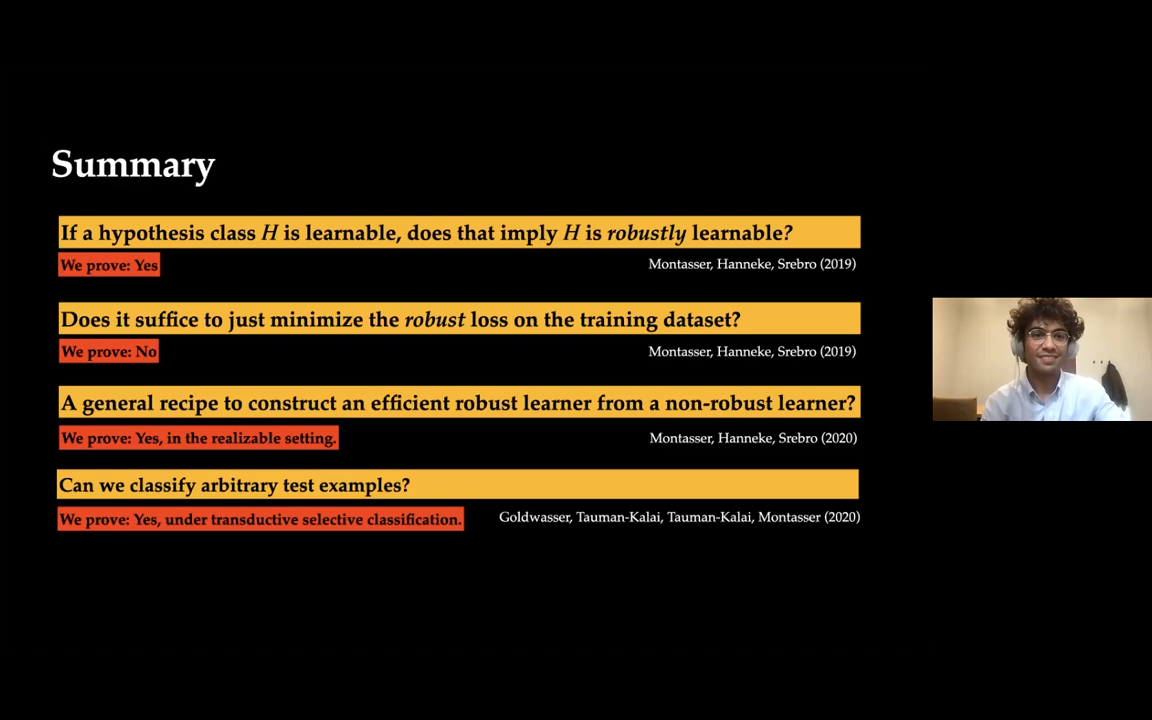 Summary
If a hypothesis class H is learnable, does that imply H is robustly learnable?
We prove: Yes
Montasser, Hanneke, Srebro (2019)
Does it suffice to just minimize the robust loss on the training dataset?
We prove: No
Montasser, Hanneke, Srebro (2019)
A general recipe to construct an efficient robust learner from a non-robust learner?
We prove: Yes, in the realizable setting.
Montasser, Hanneke, Srebro (2020)
Can we classify arbitrary test examples?
We prove: Yes, under transductive selective classification.
Goldwasser, Tauman-Kalai, Tauman-Kalai, Montasser (2020)